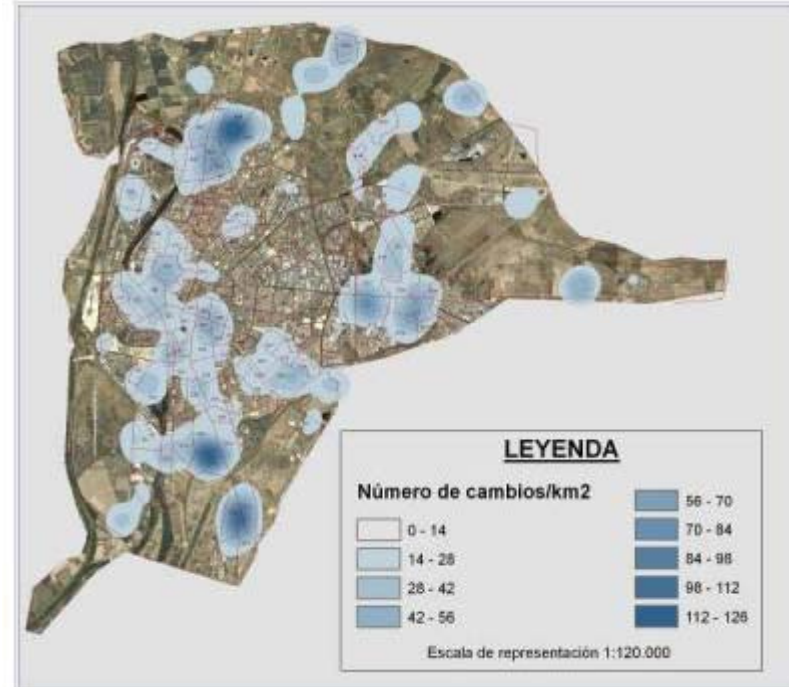 LEYENDA
Número de cambios/km2
0 - 14
14 - 28
28 - 42
42 - 56
56 - 70
70 - 84
84 - 98
98 - 112
112 - 126
Escala de representación 1:120.000